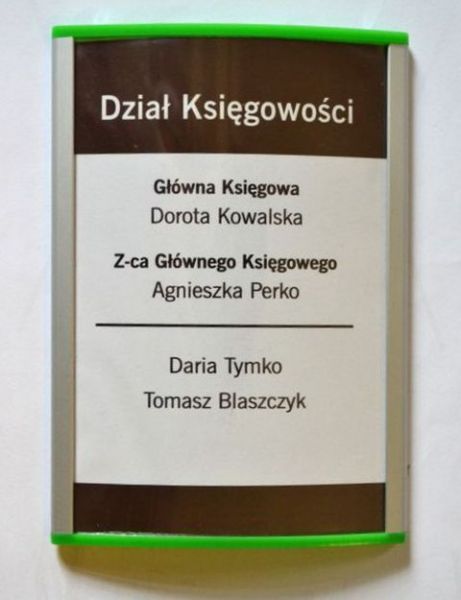 Dział Księgowości
Główna Księgowa
Dorota Kowalska
Z-ca Głównego Księgowego
Agnieszka Perko
Daria Tymko
Tomasz Blaszczyk